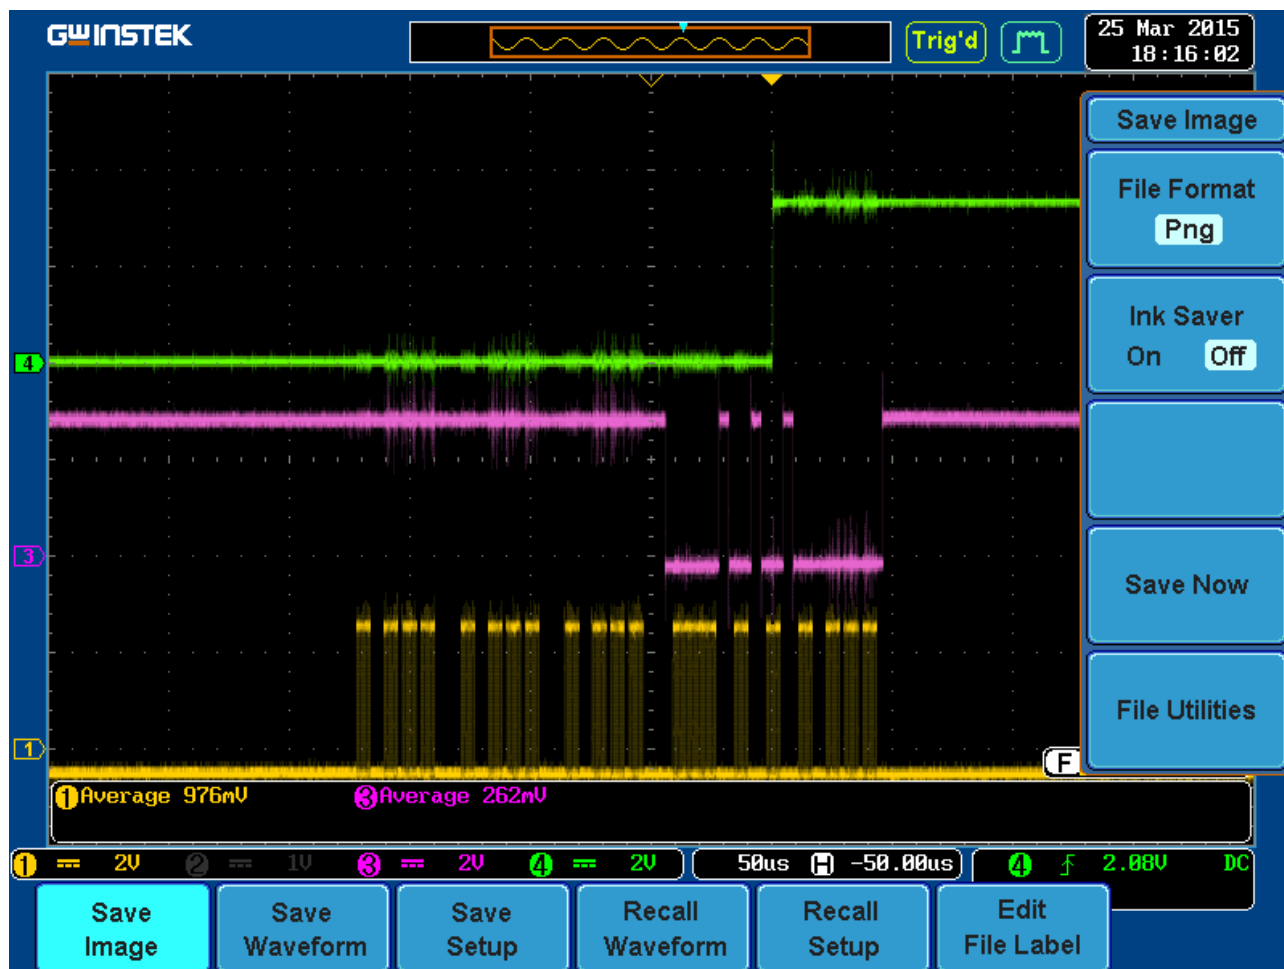 GWINSTEK
Trig'd
25 Mar 2015
18:16:02
Save Image
File Format
Png
Ink Saver
On Off
Save Now
File Utilities
4
3
1
F
1 Average 976mV 3 Average 262mV
1 2V 2 1V 3 2V 4 2V 50us H -50.00us 4 2.08V DC
Save Image
Save Waveform
Save Setup
Recall Waveform
Recall Setup
Edit File Label